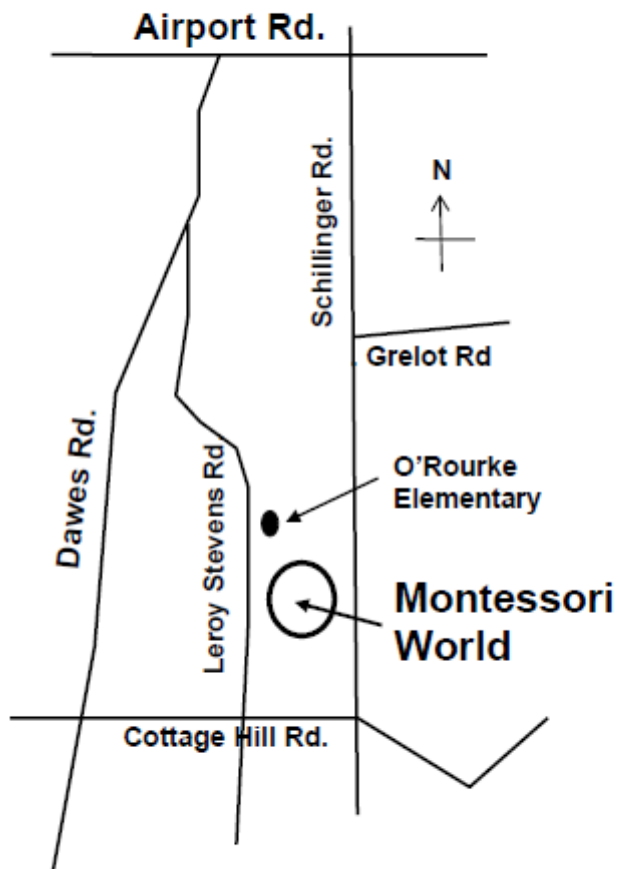 Airport Rd.
Schillinger Rd.
N
Grelot Rd
Dawes Rd.
Leroy Stevens Rd
O'Rourke
Elementary
Montessori
World
Cottage Hill Rd.